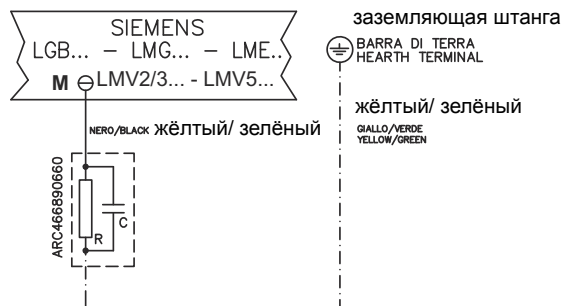 SIEMENS
LGB... – LMG... – LME...
M LMV2/3... - LMV5...
NERO/BLACK жёлтый/ зелёный
ARC466890660
C
R
заземляющая штанга
BARRA DI TERRA
HEARTH TERMINAL
жёлтый/ зелёный
GIALLO/VERDE
YELLOW/GREEN